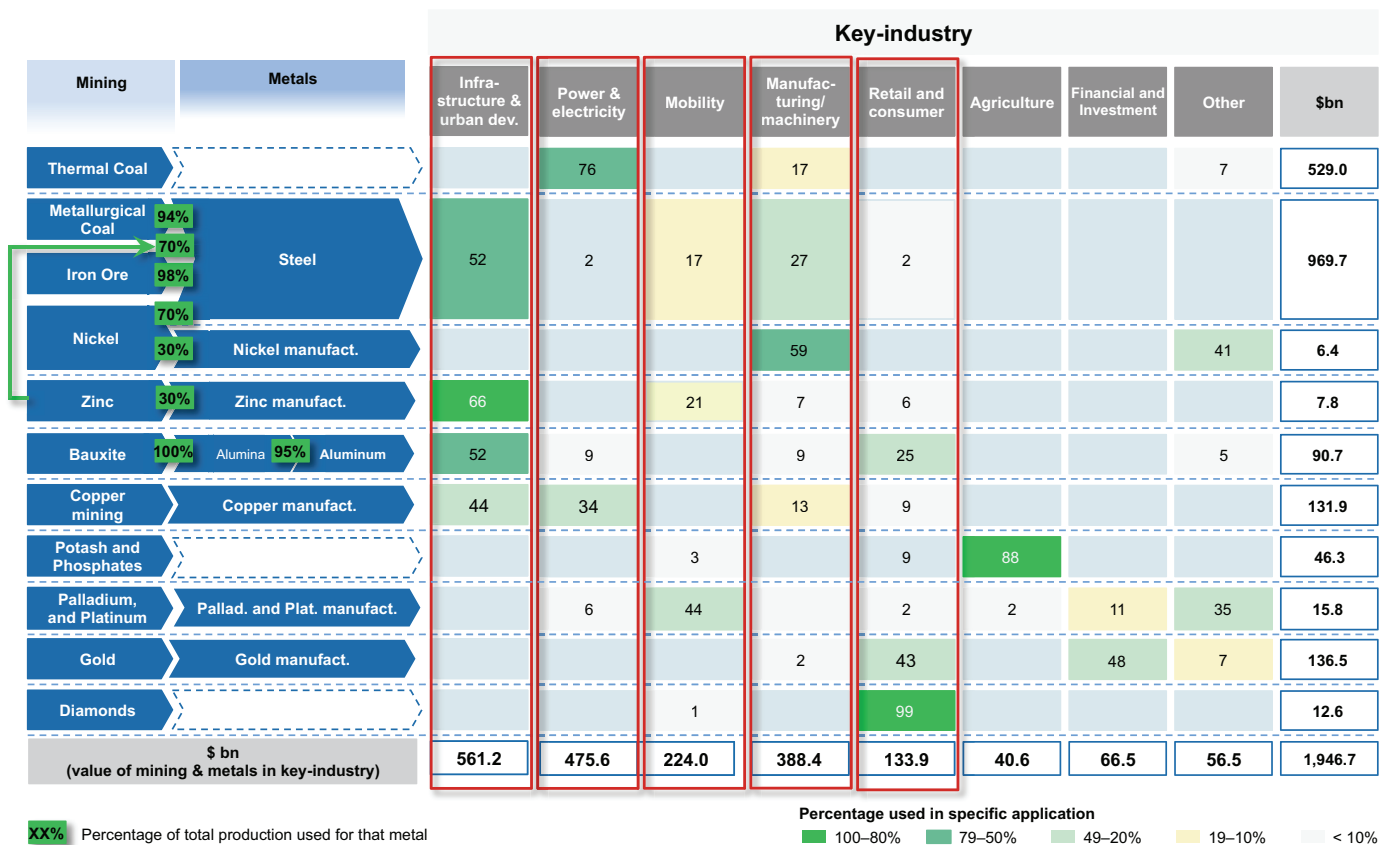 Key-industry
Mining
Metals
Infra-
structure &
urban dev.
Power &
electricity
Mobility
Manufac-
turing/
machinery
Retail and
consumer
Agriculture
Financial and
Investment
Other
$bn
Thermal Coal
76
17
7
529.0
Metallurgical
Coal
94%
70%
Iron Ore
98%
Steel
52
2
17
27
2
969.7
Nickel
70%
30%
Nickel manufact.
59
41
6.4
Zinc
30%
Zinc manufact.
66
21
7
6
7.8
Bauxite
100%
Alumina
95%
Aluminum
52
9
9
25
5
90.7
Copper
mining
Copper manufact.
44
34
13
9
131.9
Potash and
Phosphates
3
9
88
46.3
Palladium,
and Platinum
Pallad. and Plat. manufact.
6
44
2
2
11
35
15.8
Gold
Gold manufact.
2
43
48
7
136.5
Diamonds
1
99
12.6
$ bn
(value of mining & metals in key-industry)
561.2
475.6
224.0
388.4
133.9
40.6
66.5
56.5
1,946.7
XX% Percentage of total production used for that metal
Percentage used in specific application
100–80%
79–50%
49–20%
19–10%
< 10%